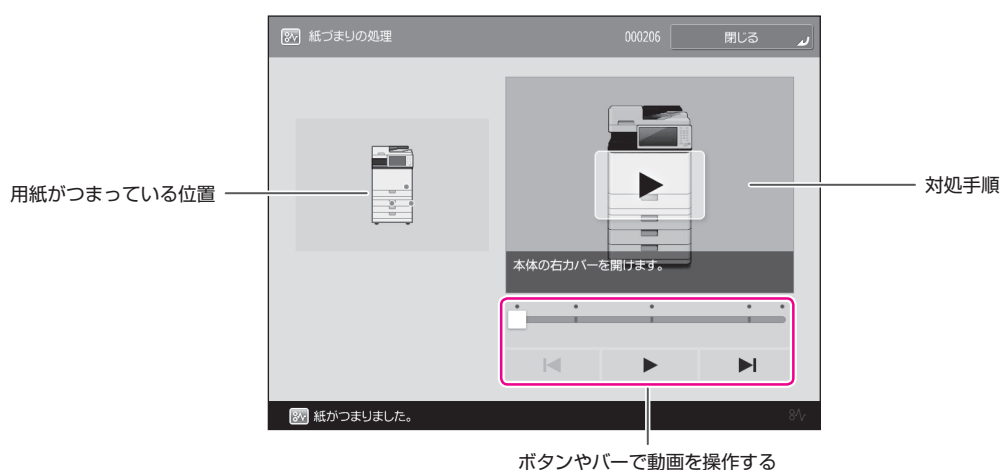 紙づまりの処理
000206
閉じる
用紙がつまっている位置
対処手順
本体の右カバーを開けます。
紙がつまりました。
ボタンやバーで動画を操作する